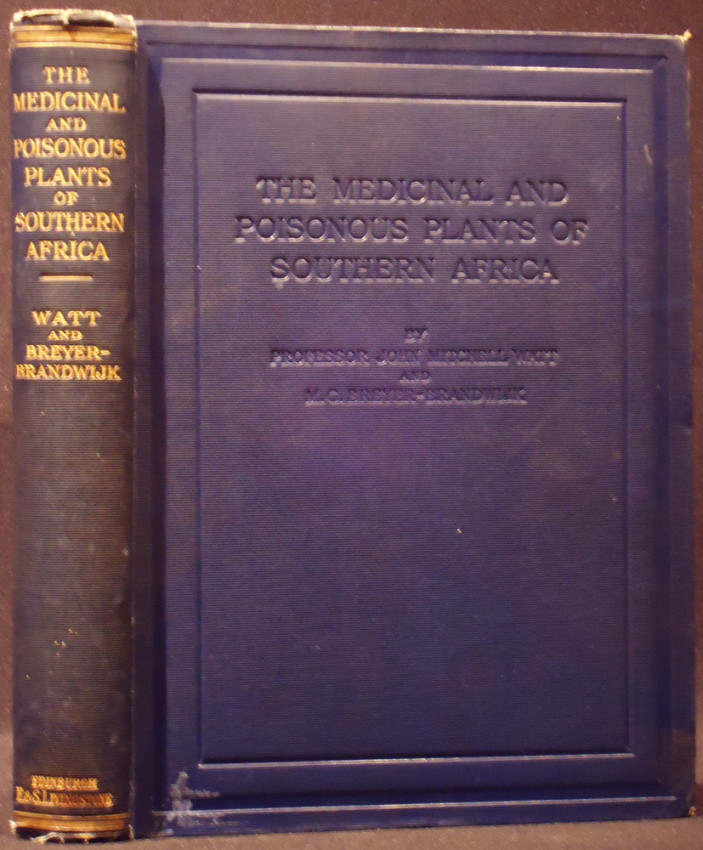 THE
MEDICINAL
AND
POISONOUS
PLANTS
OF
SOUTHERN
AFRICA
WATT
AND
BREYER-
BRANDWIJK
EDINBURGH
E. & S. LIVINGSTONE
THE MEDICINAL AND
POISONOUS PLANTS OF
SOUTHERN AFRICA
BY
PROFESSOR JOHN MITCHELL WATT
AND
M. G. BREYER-BRANDWIJK